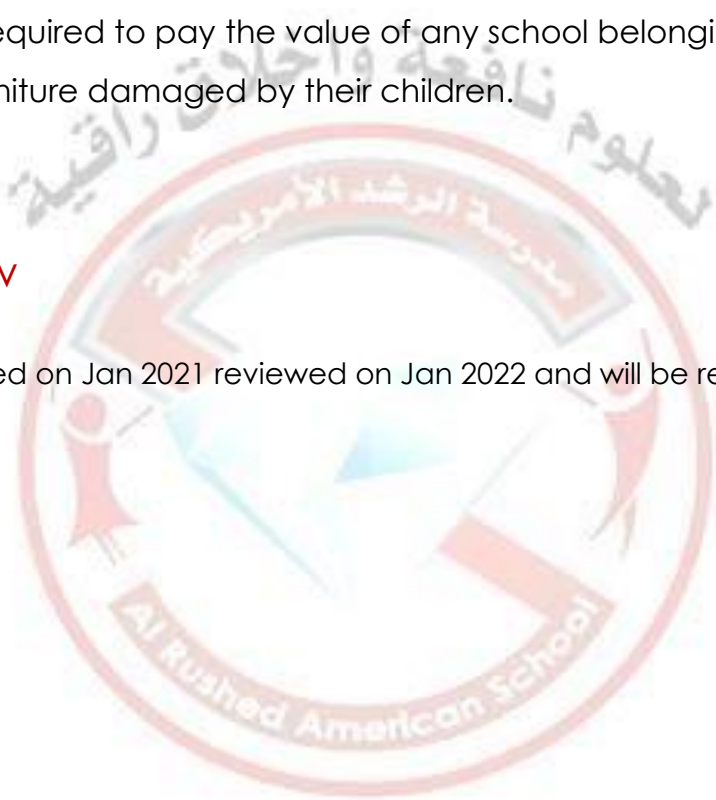 equired to pay the value of any school belongi
niture damaged by their children.
تعلوم نافعة واخلاق راقية
مدرسة الرشد الأمريكية
ed on Jan 2021 reviewed on Jan 2022 and will be re
Al Rushed American School